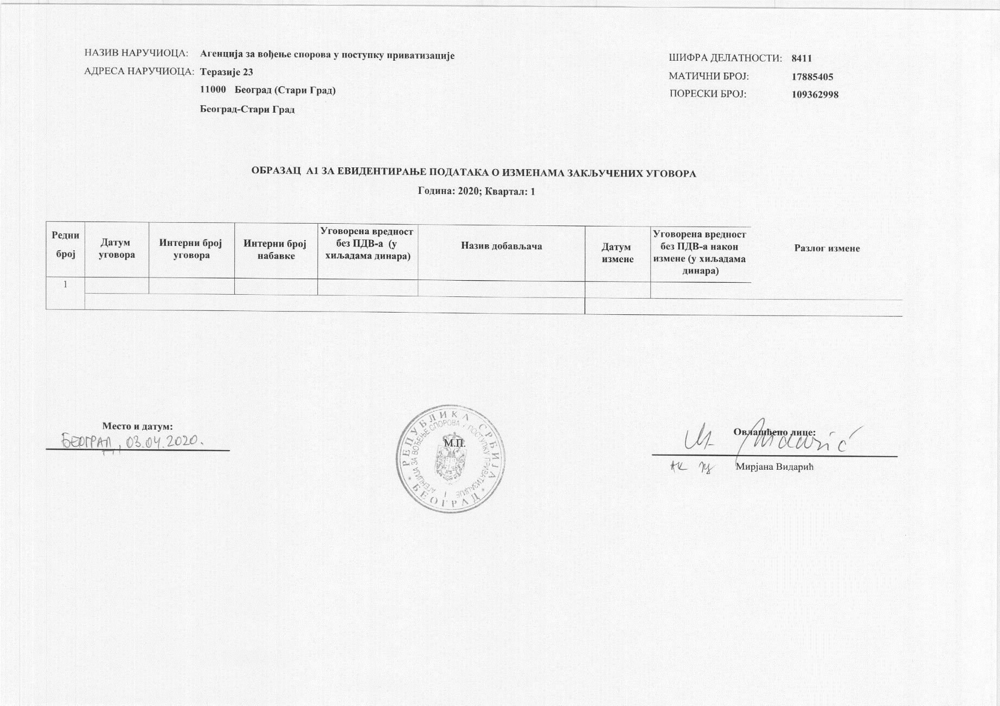 НАЗИВ НАРУЧИОЦА: Агенција за вођење спорова у поступку приватизације
АДРЕСА НАРУЧИОЦА: Теразије 23
11000 Београд (Стари Град)
Београд-Стари Град
ШИФРА ДЕЛАТНОСТИ: 8411
МАТИЧНИ БРОЈ: 17885405
ПОРЕСКИ БРОЈ: 109362998
ОБРАЗАЦ А1 ЗА ЕВИДЕНТИРАЊЕ ПОДАТАКА О ИЗМЕНАМА ЗАКЉУЧЕНИХ УГОВОРА
Година: 2020; Квартал: 1
Редни
број
Датум
уговора
Интерни број
уговора
Интерни број
набавке
Уговорена вредност
без ПДВ-а (у
хиљадама динара)
Назив добављача
Датум
измене
Уговорена вредност
без ПДВ-а након
измене (у хиљадама
динара)
Разлог измене
1
Место и датум:
БЕОГРАД, 03.04.2020.
РЕПУБЛИКА СРБИЈА
АГЕНЦИЈА ЗА ВОЂЕЊЕ СПОРОВА У ПОСТУПКУ ПРИВАТИЗАЦИЈЕ
М.П.
I
* БЕОГРАД *
Овлашћено лице:
Мирјана Видарић